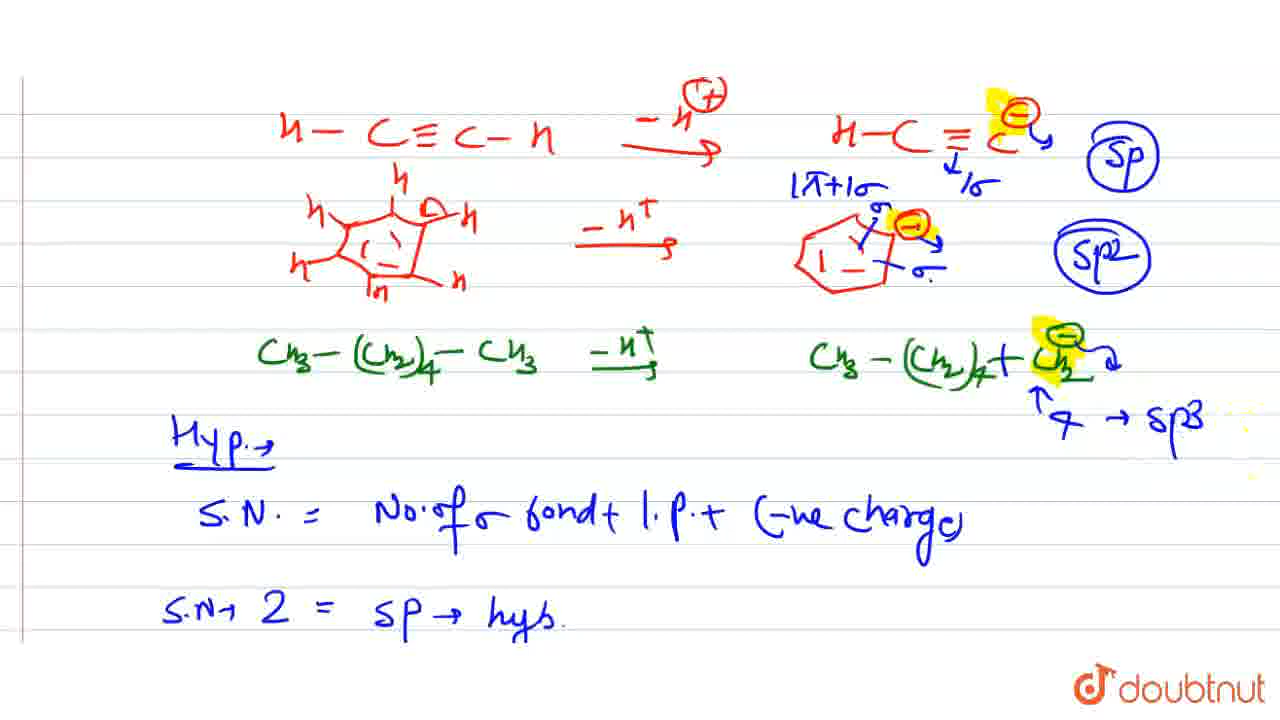 H – C ≡ C – H —H⁺→ H – C ≡ C⊖ sp
1π+1σ 1σ
H H H H H H – H⁺ → ⊖ σ σ sp2
CH3 – (CH2)4 – CH3 – H⁺ → CH3 – (CH2)4 + CH2⊖
4 → sp3
Hyp. →
S.N. = No. of σ bond + l.p. + (-ve charge)
S.N → 2 = sp → hyb.
doubtnut